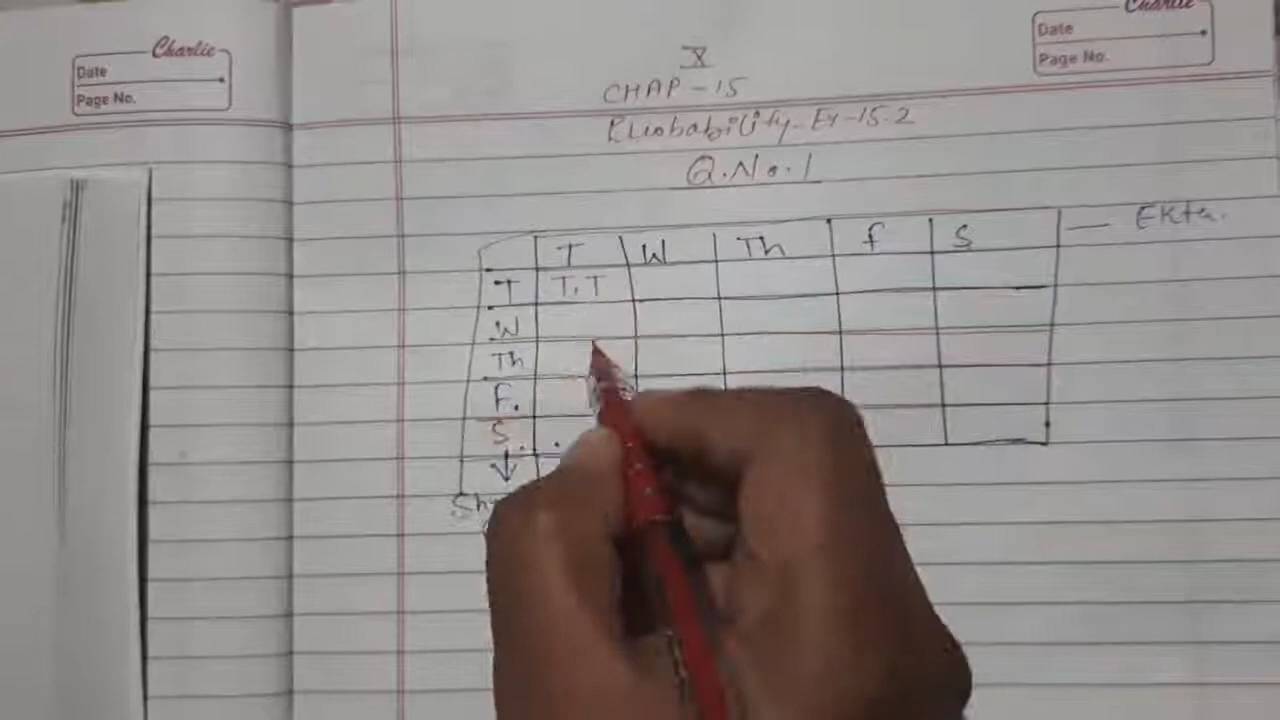 Charlie
Date
Page No.
Charlie
Date
Page No.
X
CHAP-15
Probability-Ex-15.2
Q.No.1
T W Th f S — Ekta.
T T,T
W
Th
F.
S
↓